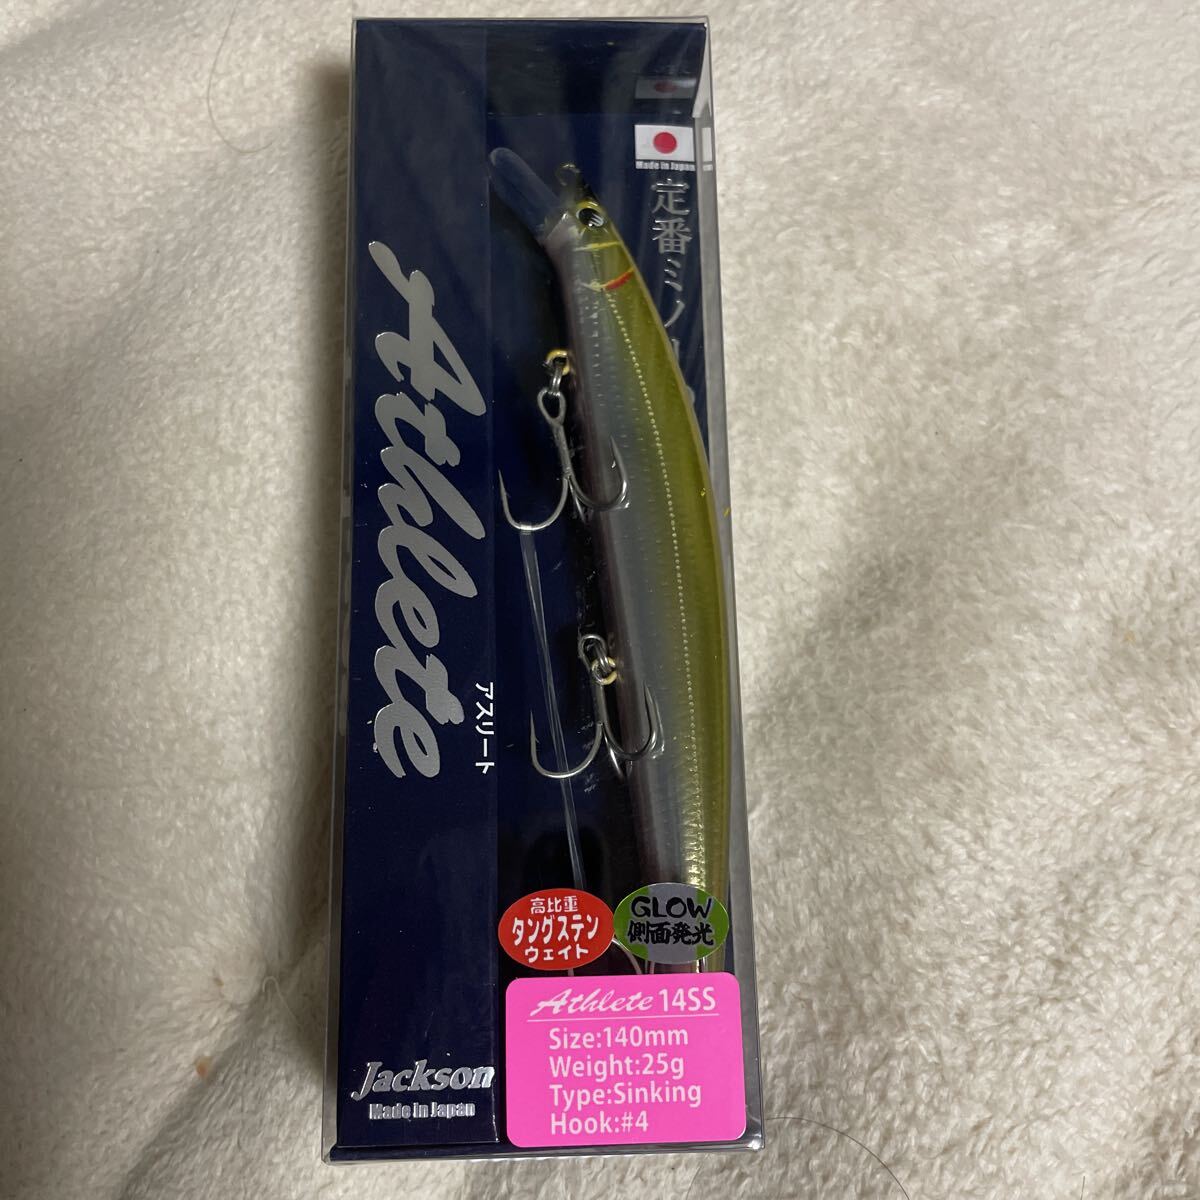 Made in Japan
定番ミノー
Athlete
アスリート
高比重
タングステン
ウェイト
GLOW
側面発光
Athlete 14SS
Size:140mm
Weight:25g
Type:Sinking
Hook:#4
Jackson
Made in Japan